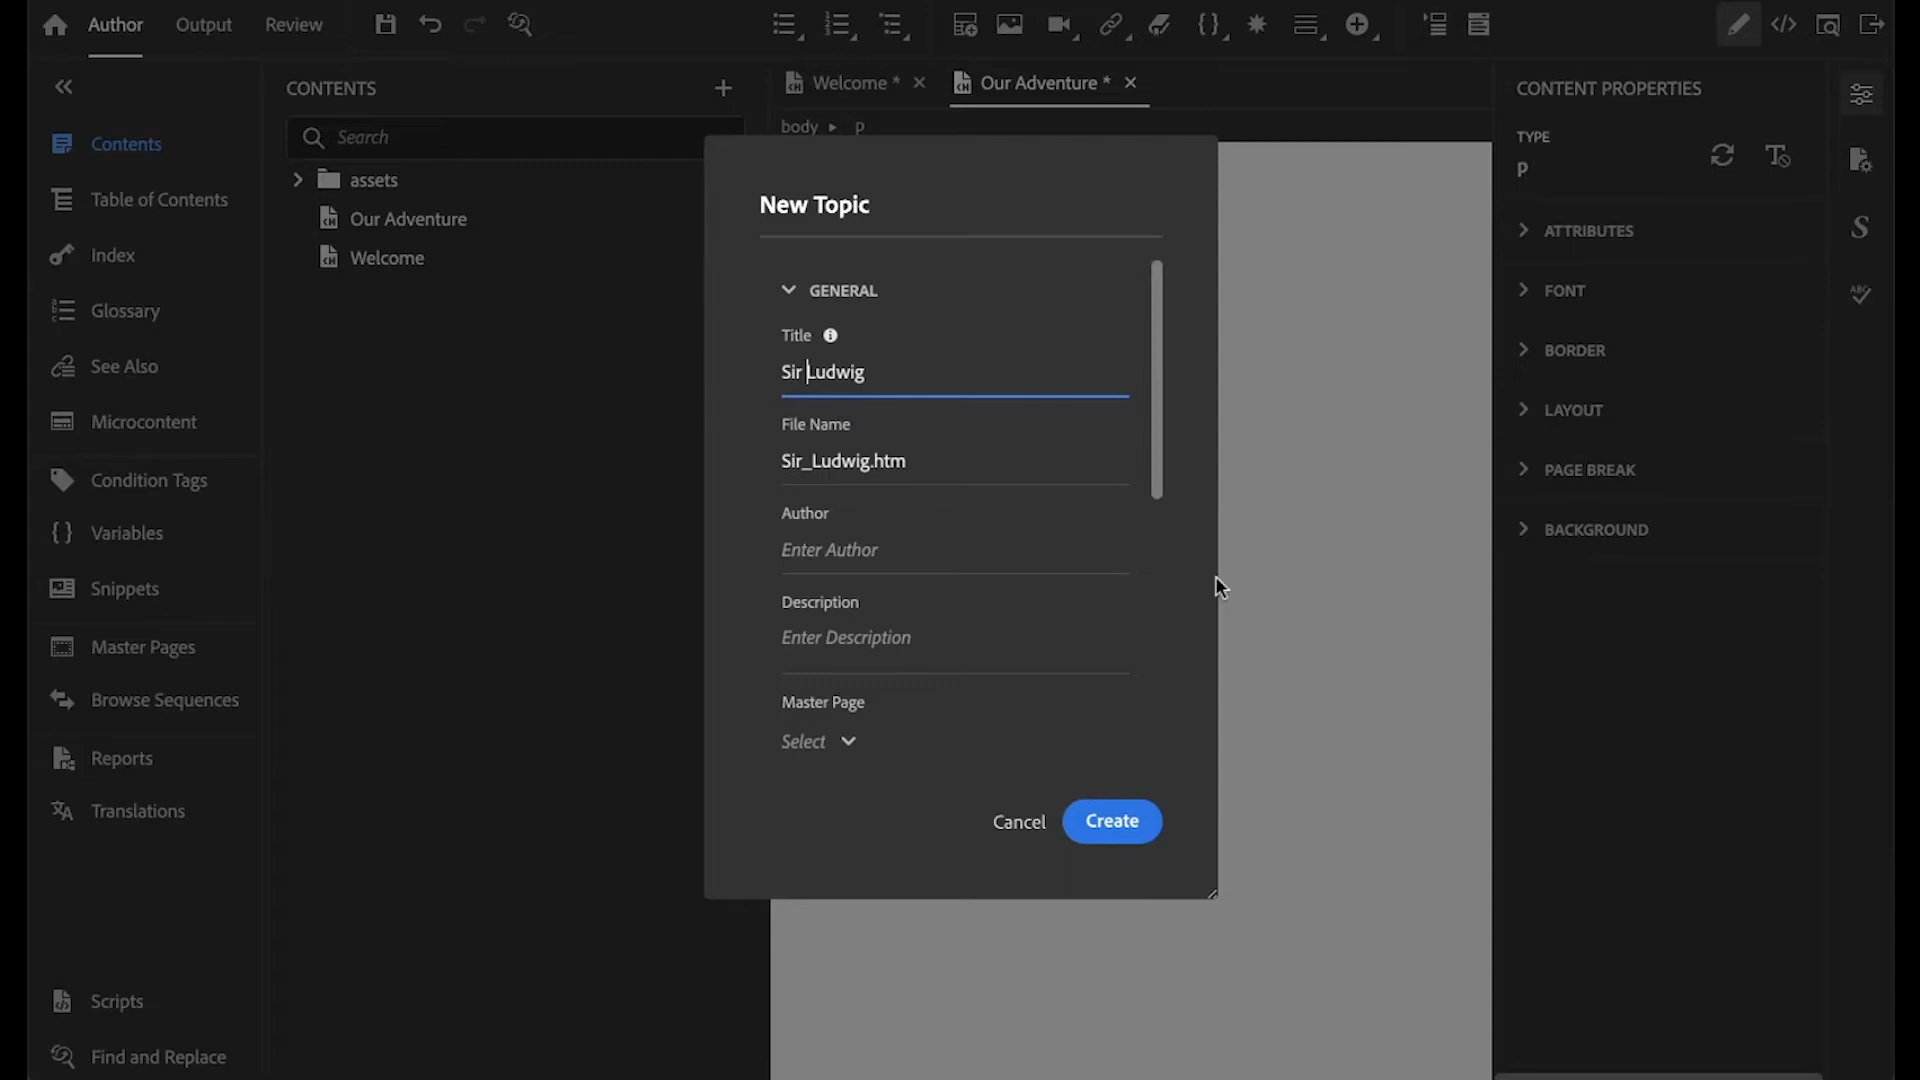 Author Output Review
Welcome * Our Adventure *
CONTENTS
Search
assets
Our Adventure
Welcome
Contents
Table of Contents
Index
Glossary
See Also
Microcontent
Condition Tags
Variables
Snippets
Master Pages
Browse Sequences
Reports
Translations
Scripts
Find and Replace
body ▸ p
New Topic
GENERAL
Title
Sir Ludwig
File Name
Sir_Ludwig.htm
Author
Enter Author
Description
Enter Description
Master Page
Select
Cancel Create
CONTENT PROPERTIES
TYPE
p
ATTRIBUTES
FONT
BORDER
LAYOUT
PAGE BREAK
BACKGROUND
ABC